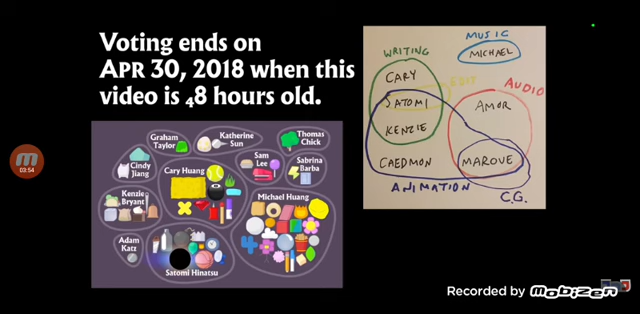 Voting ends on
APR 30, 2018 when this
video is 48 hours old.
Graham
Taylor
Katherine
Sun
Thomas
Chick
Cindy
Jiang
Cary Huang
Sam
Lee
Sabrina
Barba
Kenzie
Bryant
Michael Huang
Adam
Katz
Satomi Hinatsu
MUSIC
MICHAEL
WRITING
CARY
EDIT
AUDIO
SATOMI
AMOR
KENZIE
CAEDMON
MAROUE
ANIMATION
C.G.
03:54
Recorded by
Mobizen